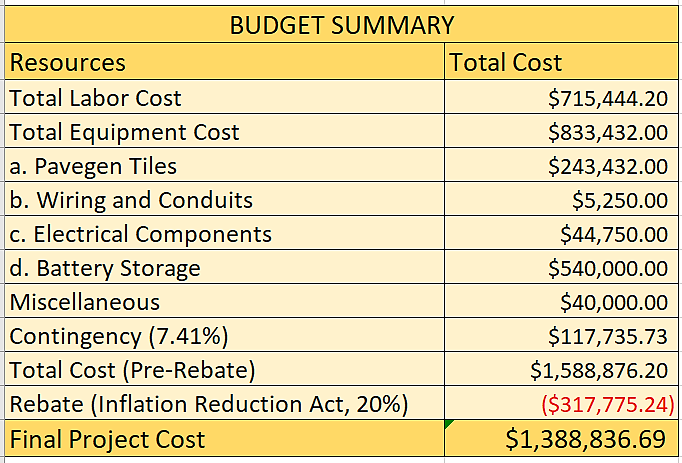 BUDGET SUMMARY
Resources Total Cost
Total Labor Cost $715,444.20
Total Equipment Cost $833,432.00
a. Pavegen Tiles $243,432.00
b. Wiring and Conduits $5,250.00
c. Electrical Components $44,750.00
d. Battery Storage $540,000.00
Miscellaneous $40,000.00
Contingency (7.41%) $117,735.73
Total Cost (Pre-Rebate) $1,588,876.20
Rebate (Inflation Reduction Act, 20%) ($317,775.24)
Final Project Cost $1,388,836.69